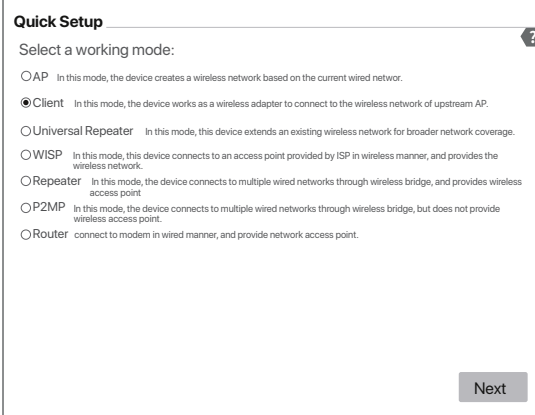 Quick Setup
?
Select a working mode:
AP In this mode, the device creates a wireless network based on the current wired networ.
Client In this mode, the device works as a wireless adapter to connect to the wireless network of upstream AP.
Universal Repeater In this mode, this device extends an existing wireless network for broader network coverage.
WISP In this mode, this device connects to an access point provided by ISP in wireless manner, and provides the
wireless network.
Repeater In this mode, the device connects to multiple wired networks through wireless bridge, and provides wireless
access point
P2MP In this mode, the device connects to multiple wired networks through wireless bridge, but does not provide
wireless access point.
Router connect to modem in wired manner, and provide network access point.
Next